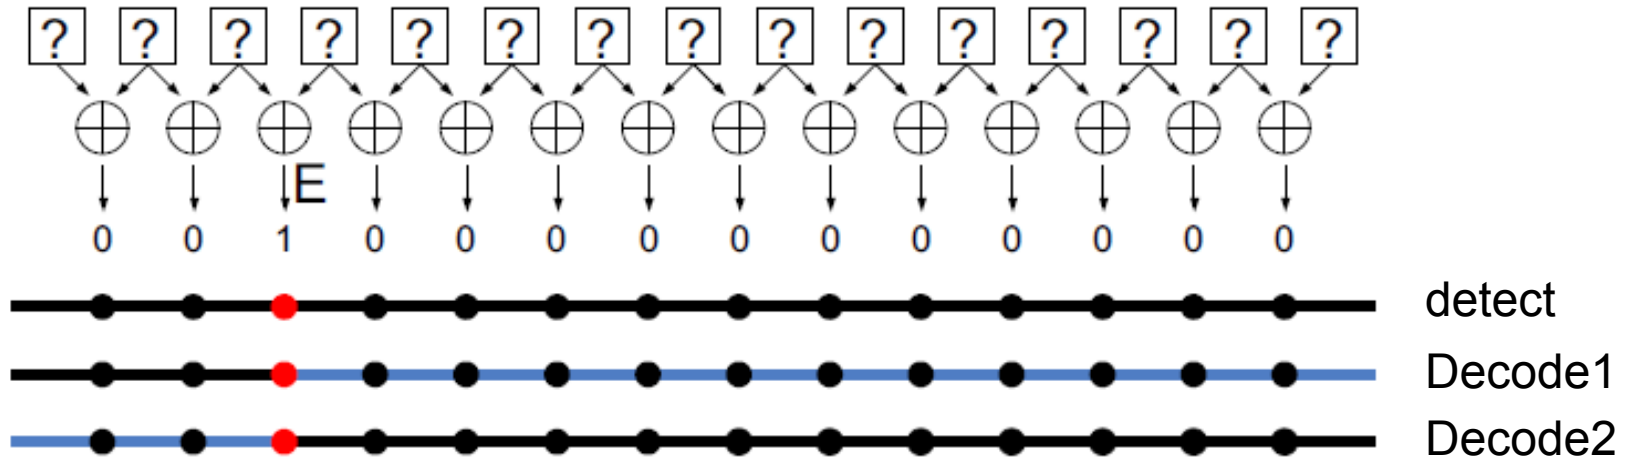 ? ? ? ? ? ? ? ? ? ? ? ? ? ? ?
E
0 0 1 0 0 0 0 0 0 0 0 0 0 0
detect
Decode1
Decode2